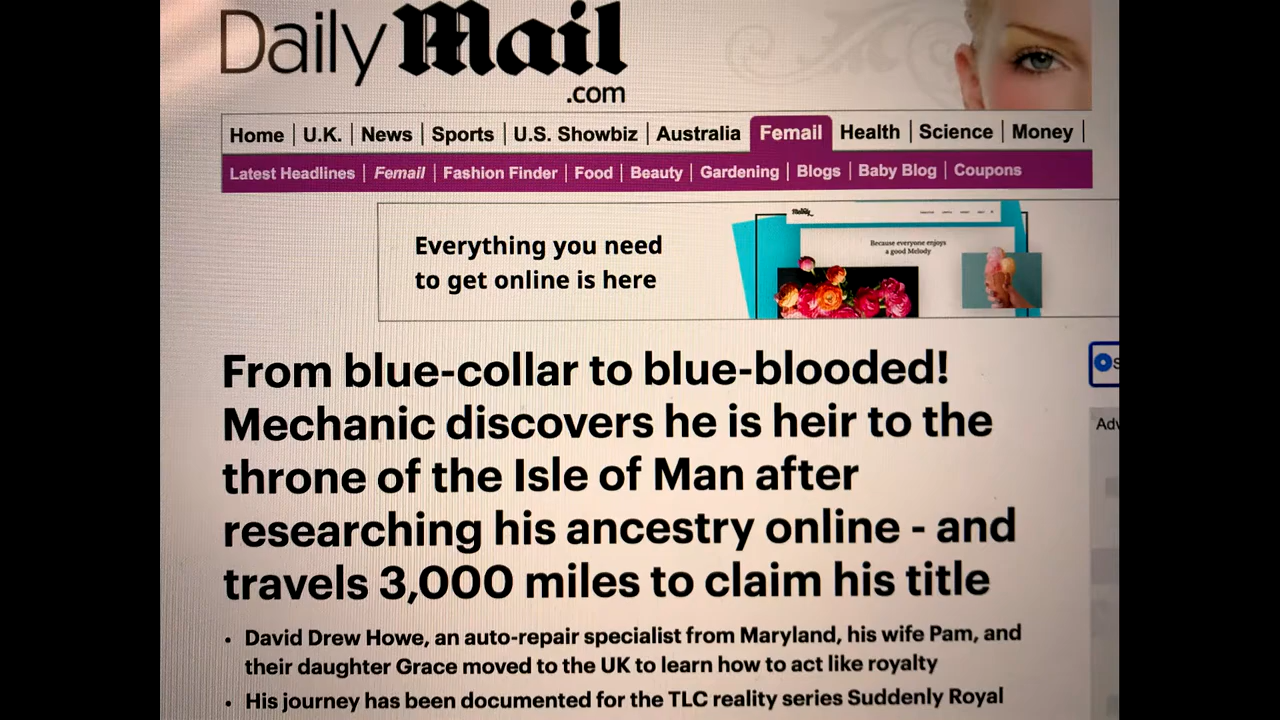 Daily Mail
.com
Home U.K. News Sports U.S. Showbiz Australia Femail Health Science Money
Latest Headlines Femail Fashion Finder Food Beauty Gardening Blogs Baby Blog Coupons
Everything you need
to get online is here
Because everyone enjoys
a good Melody
From blue-collar to blue-blooded!
Mechanic discovers he is heir to the
throne of the Isle of Man after
researching his ancestry online - and
travels 3,000 miles to claim his title
• David Drew Howe, an auto-repair specialist from Maryland, his wife Pam, and
their daughter Grace moved to the UK to learn how to act like royalty
• His journey has been documented for the TLC reality series Suddenly Royal